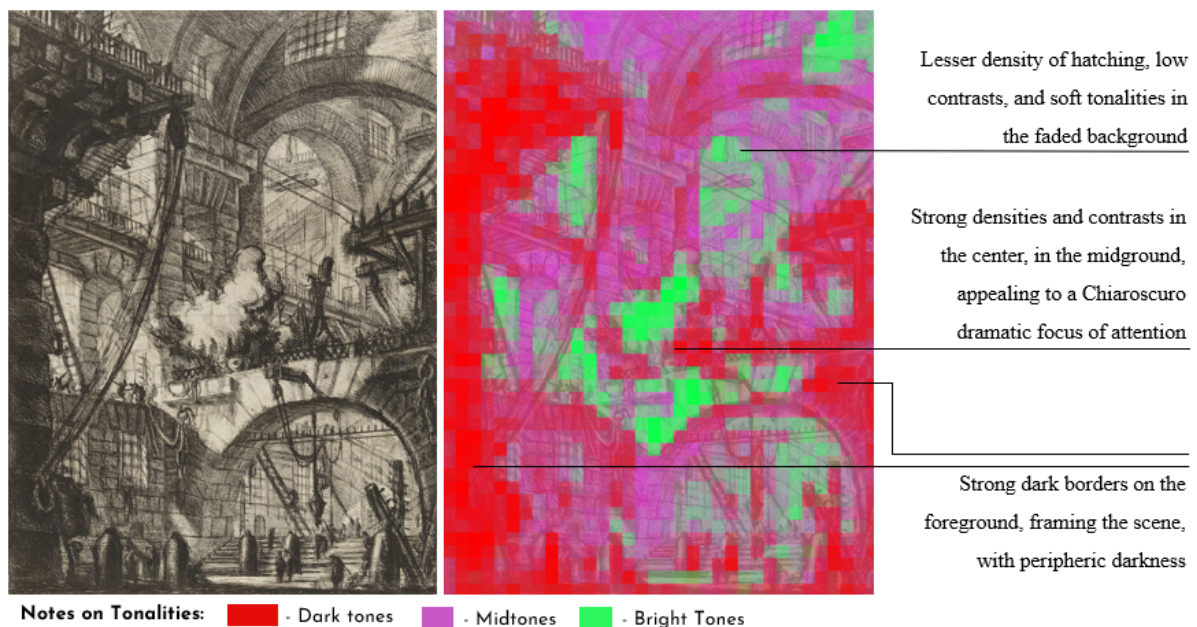 Lesser density of hatching, low
contrasts, and soft tonalities in
the faded background
Strong densities and contrasts in
the center, in the midground,
appealing to a Chiaroscuro
dramatic focus of attention
Strong dark borders on the
foreground, framing the scene,
with peripheric darkness
Notes on Tonalities: - Dark tones - Midtones - Bright Tones